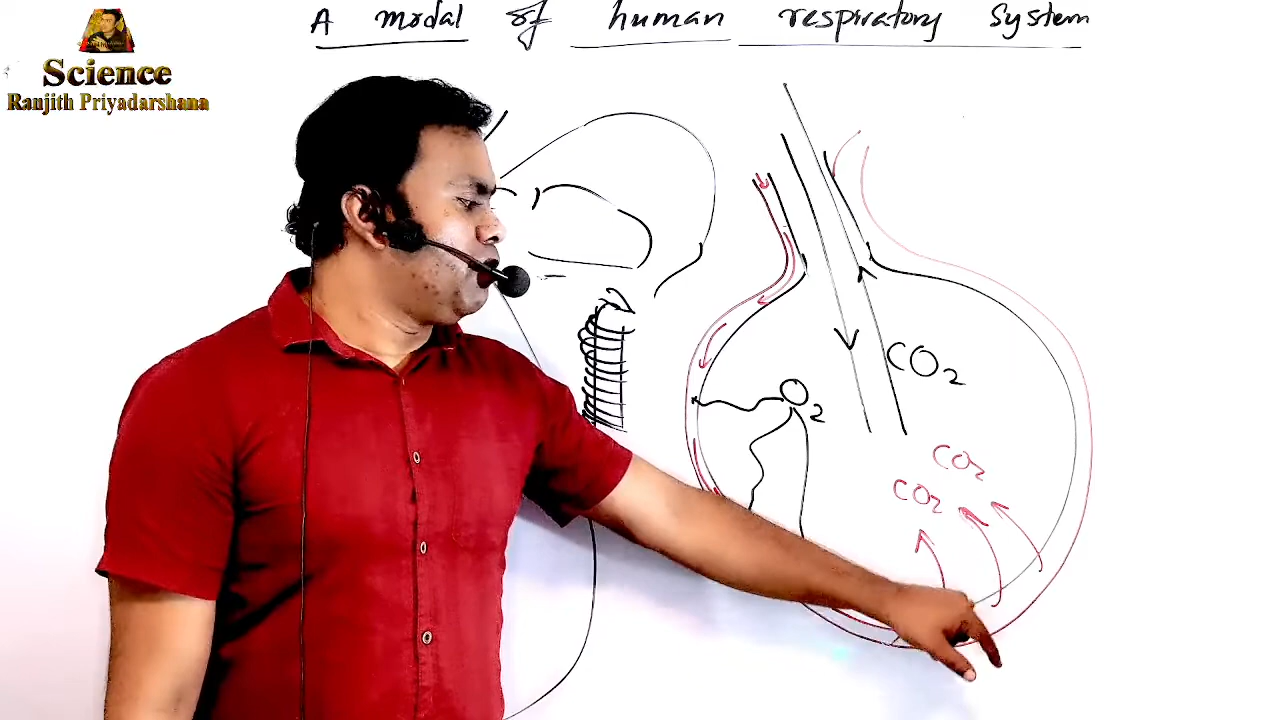 A modal of human respiratory system
Science
Ranjith Priyadarshana
CO2
O2
CO2
CO2